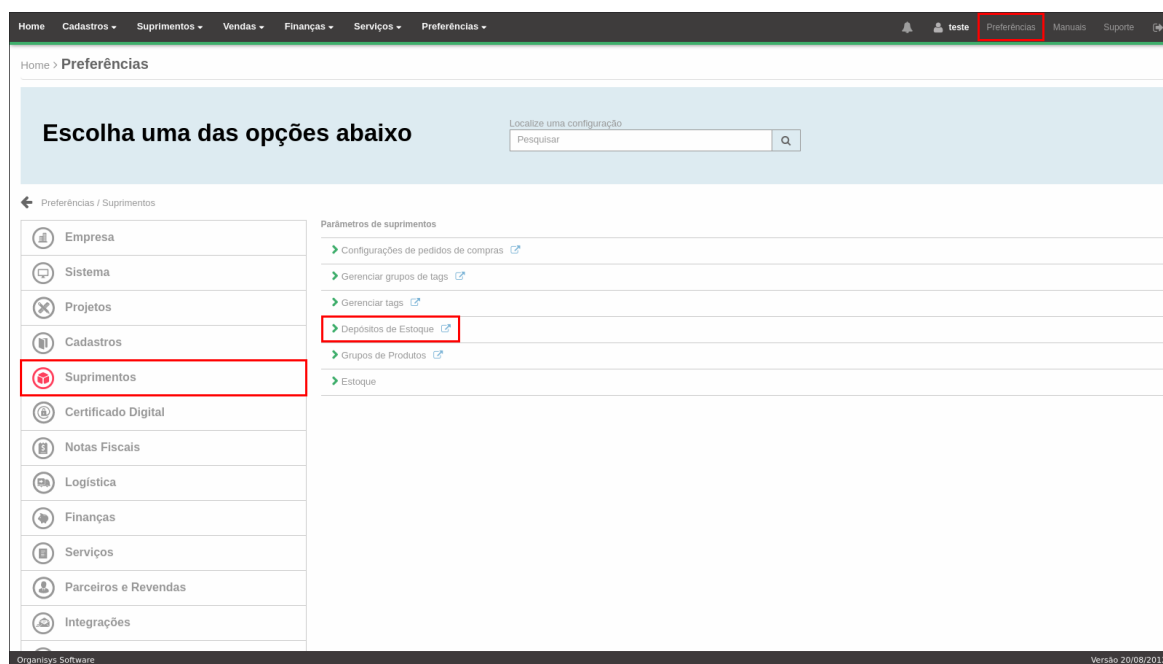 Home Cadastros Suprimentos Vendas Finanças Serviços Preferências teste Preferências Manuais Suporte
Home > Preferências
Escolha uma das opções abaixo
Localize uma configuração
Pesquisar
Preferências / Suprimentos
Parâmetros de suprimentos
Empresa
Configurações de pedidos de compras
Sistema
Gerenciar grupos de tags
Projetos
Gerenciar tags
Depósitos de Estoque
Cadastros
Grupos de Produtos
Suprimentos
Estoque
Certificado Digital
Notas Fiscais
Logística
Finanças
Serviços
Parceiros e Revendas
Integrações
Organisys Software
Versão